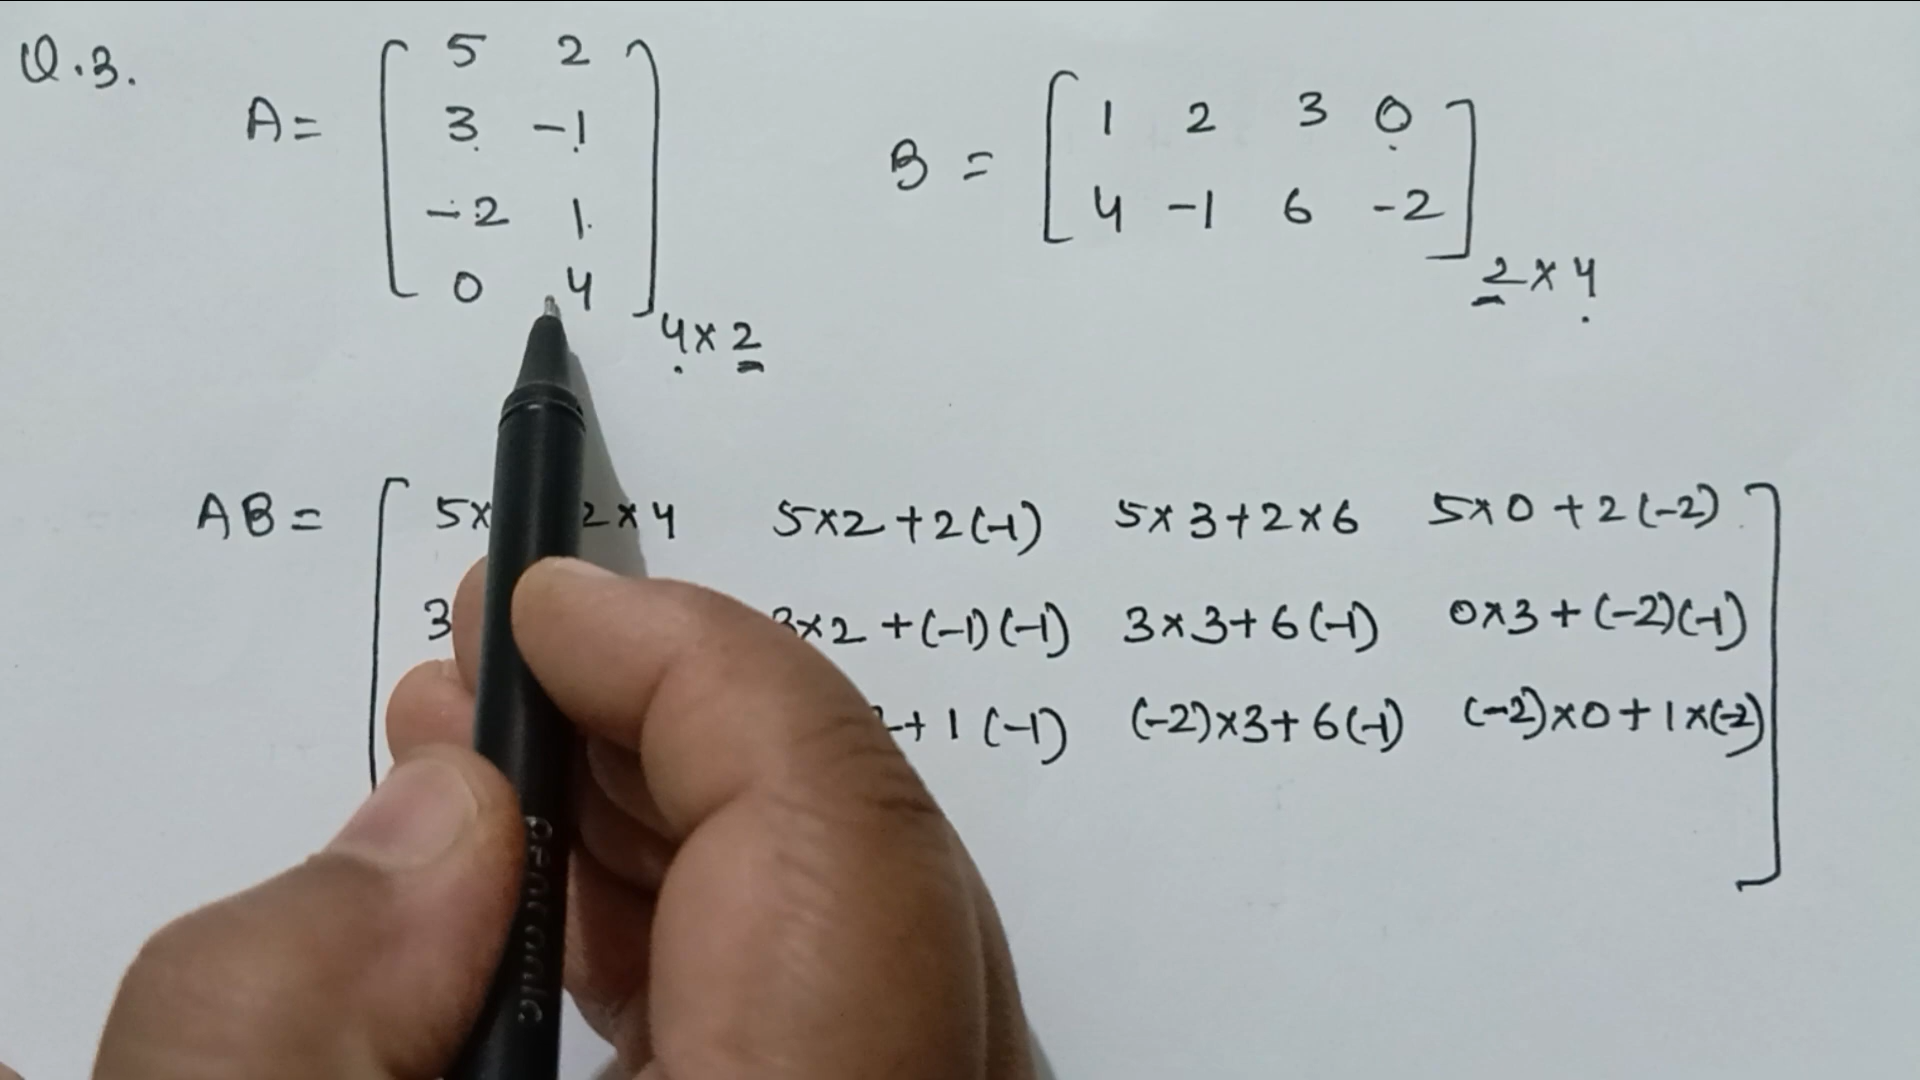 Q.3.
A = [ 5 2
3 -1
-2 1
0 4 ] 4×2
B = [ 1 2 3 0
4 -1 6 -2 ] 2×4
AB = [ 5× 2×4 5×2+2(-1) 5×3+2×6 5×0+2(-2)
3 3×2+(-1)(-1) 3×3+6(-1) 0×3+(-2)(-1)
+1(-1) (-2)×3+6(-1) (-2)×0+1×(-2) ]